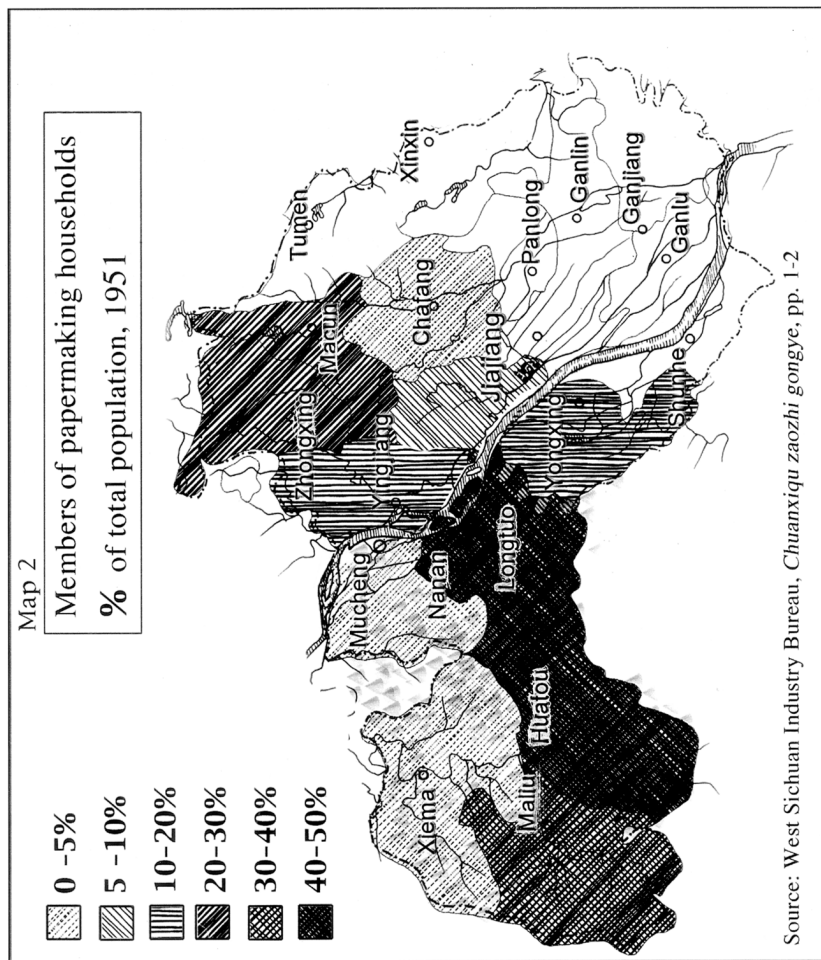 Map 2
Members of papermaking households
% of total population, 1951
0 -5%
5 -10%
10-20%
20-30%
30-40%
40-50%
Tumen
Xinxin
Macun
Chajiang
Zhongxing
Yingjiang
Jiajiang
Panlong
Ganlin
Ganjiang
Ganlu
Mucheng
Nanan
Longtuo
Yongxing
Shunhe
Xiema
Maliu
Huatou
Source: West Sichuan Industry Bureau, Chuanxiqu zaozhi gongye, pp. 1-2